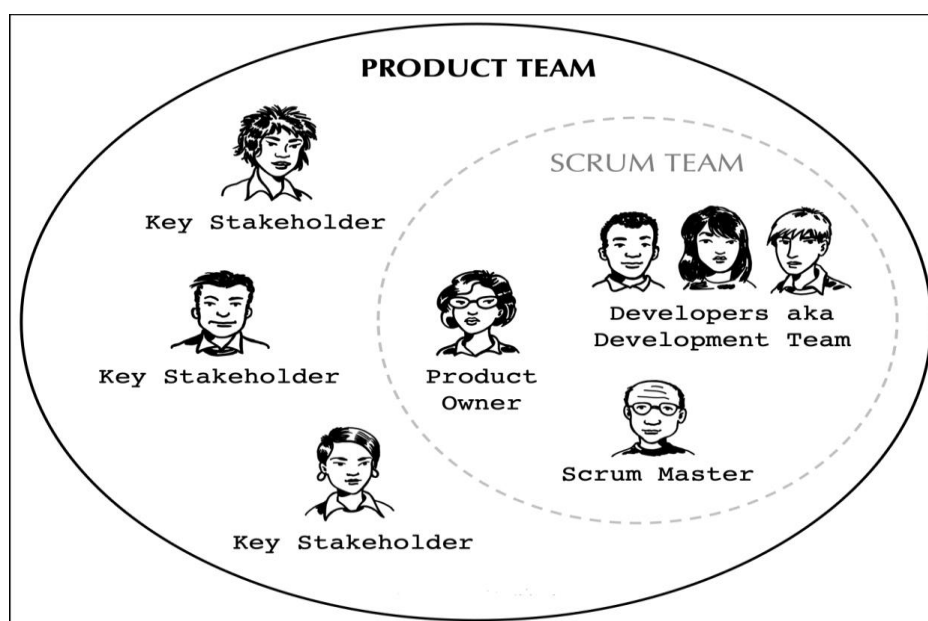 PRODUCT TEAM
SCRUM TEAM
Key Stakeholder
Developers aka
Development Team
Key Stakeholder
Product
Owner
Scrum Master
Key Stakeholder